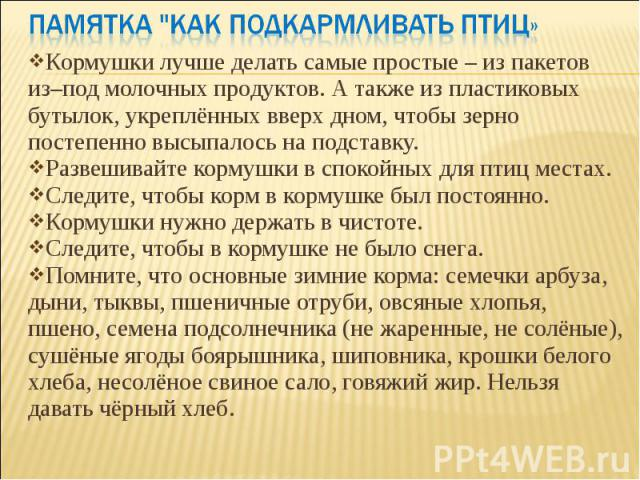 ПАМЯТКА "КАК ПОДКАРМЛИВАТЬ ПТИЦ»
❖Кормушки лучше делать самые простые – из пакетов
из–под молочных продуктов. А также из пластиковых
бутылок, укреплённых вверх дном, чтобы зерно
постепенно высыпалось на подставку.
❖Развешивайте кормушки в спокойных для птиц местах.
❖Следите, чтобы корм в кормушке был постоянно.
❖Кормушки нужно держать в чистоте.
❖Следите, чтобы в кормушке не было снега.
❖Помните, что основные зимние корма: семечки арбуза,
дыни, тыквы, пшеничные отруби, овсяные хлопья,
пшено, семена подсолнечника (не жаренные, не солёные),
сушёные ягоды боярышника, шиповника, крошки белого
хлеба, несолёное свиное сало, говяжий жир. Нельзя
давать чёрный хлеб.
PPt4WEB.ru